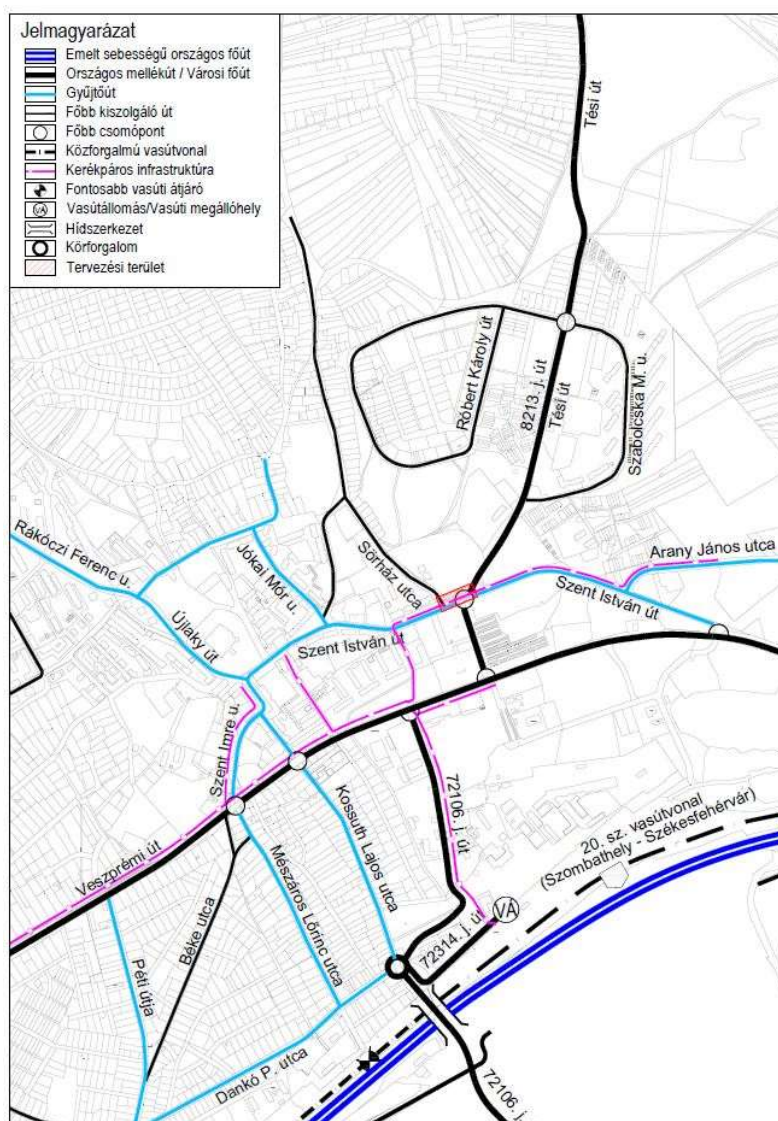 Jelmagyarázat
Emelt sebességű országos főút
Országos mellékút / Városi főút
Gyűjtőút
Főbb kiszolgáló út
Főbb csomópont
Közforgalmú vasútvonal
Kerékpáros infrastruktúra
Fontosabb vasúti átjáró
VÁ Vasútállomás/Vasúti megállóhely
Hídszerkezet
Körforgalom
Tervezési terület
Tési út
Róbert Károly út
8213. j. út
Tési út
Szabolcska M. u.
Rákóczi Ferenc u.
Jókai Mór u.
Sörház utca
Arany János utca
Szent István út
Újlaky út
Szent István út
Szent Imre u.
Kossuth Lajos utca
72106. j. út
20. sz. vasútvonal
(Szombathely - Székesfehérvár)
Veszprémi út
Mészáros Lőrinc utca
Béke utca
VÁ
72314. j. út
Péti útja
Dankó P. utca
72106. j.